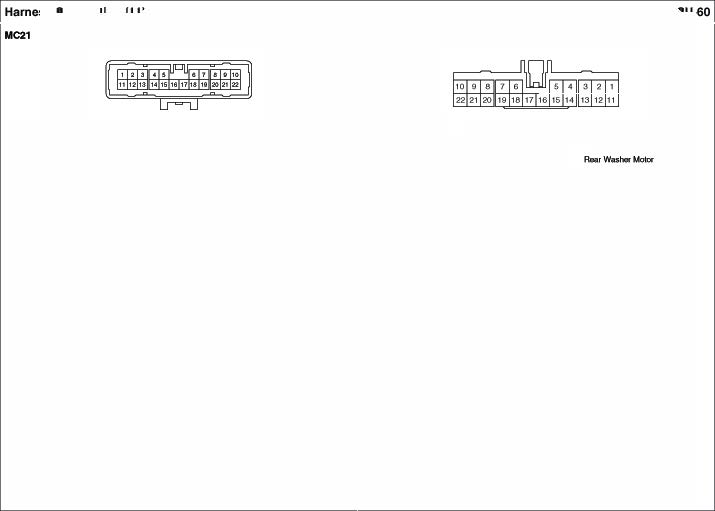 Harnes
60
MC21
1 2 3 4 5 6 7 8 9 10
11 12 13 14 15 16 17 18 19 20 21 22
10 9 8 7 6 5 4 3 2 1
22 21 20 19 18 17 16 15 14 13 12 11
Rear Washer Motor